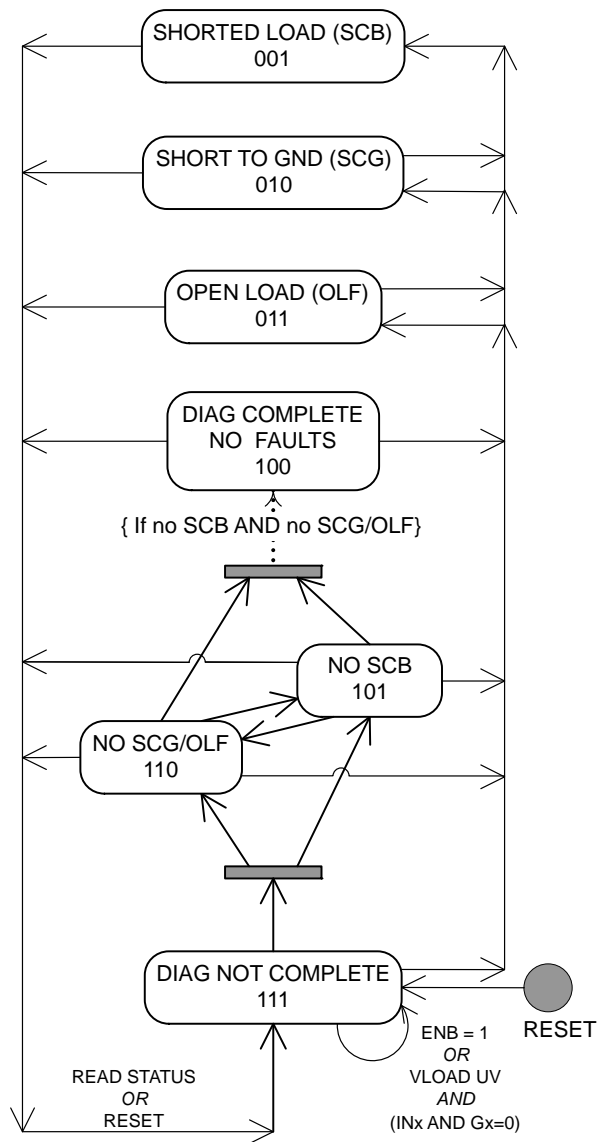 SHORTED LOAD (SCB)
001
SHORT TO GND (SCG)
010
OPEN LOAD (OLF)
011
DIAG COMPLETE
NO FAULTS
100
{ If no SCB AND no SCG/OLF}
NO SCB
101
NO SCG/OLF
110
DIAG NOT COMPLETE
111
RESET
ENB = 1
OR
VLOAD UV
AND
(INx AND Gx=0)
READ STATUS
OR
RESET